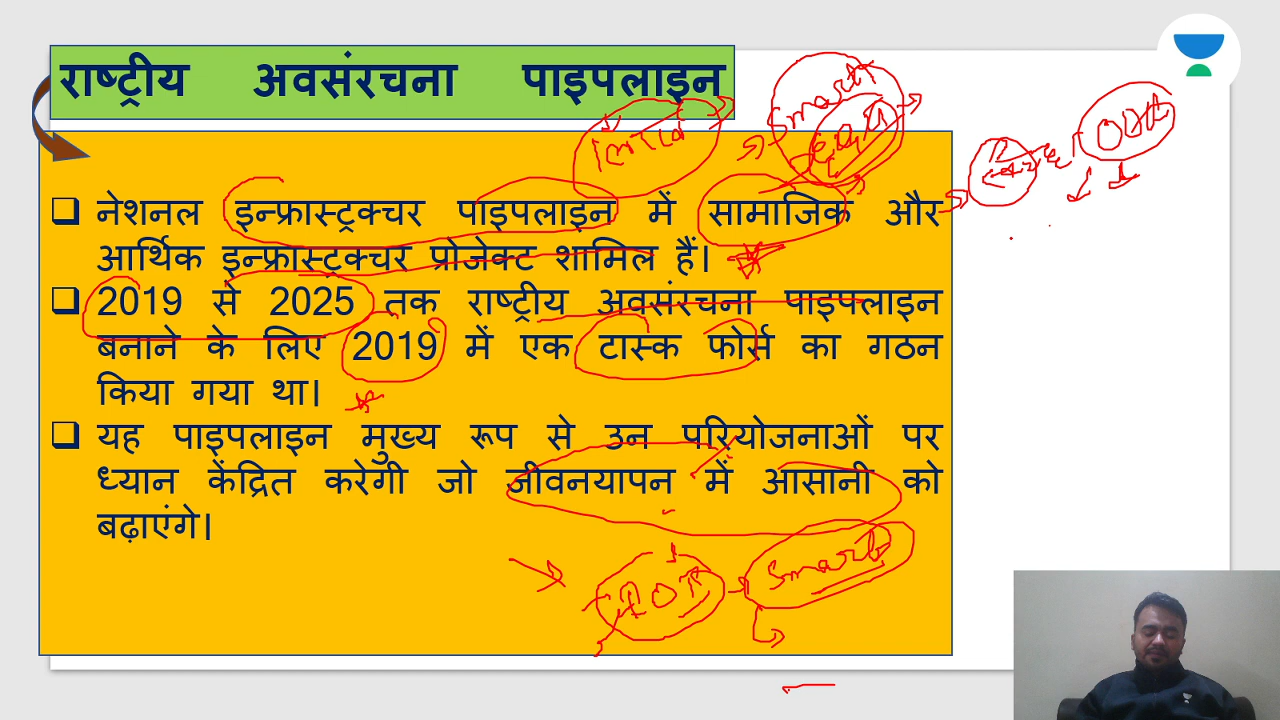 राष्ट्रीय अवसंरचना पाइपलाइन
नेशनल इन्फ्रास्ट्रक्चर पाइपलाइन में सामाजिक और
आर्थिक इन्फ्रास्ट्रक्चर प्रोजेक्ट शामिल हैं।
2019 से 2025 तक राष्ट्रीय अवसंरचना पाइपलाइन
बनाने के लिए 2019 में एक टास्क फोर्स का गठन
किया गया था।
यह पाइपलाइन मुख्य रूप से उन परियोजनाओं पर
ध्यान केंद्रित करेगी जो जीवनयापन में आसानी को
बढ़ाएंगे।
Smart
Smart